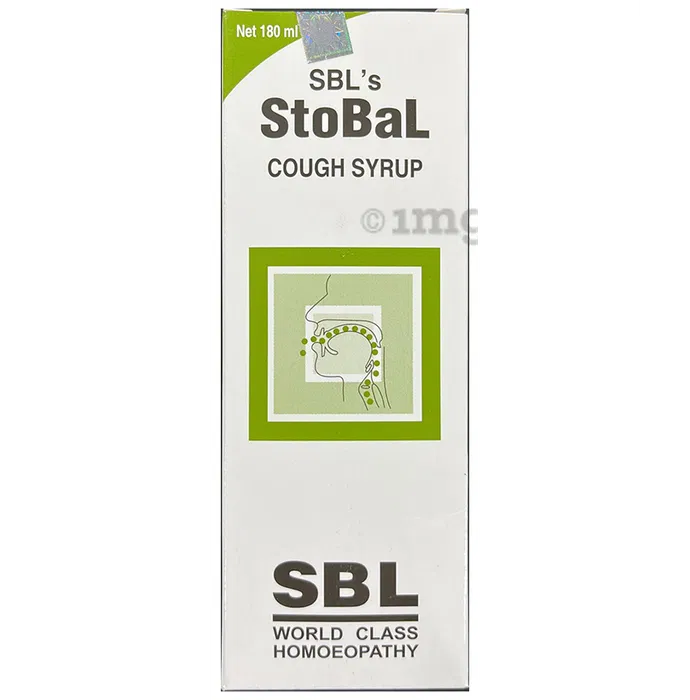 Net 180 ml
SBL's
StoBaL
COUGH SYRUP
©1mg
SBL
WORLD CLASS
HOMOEOPATHY